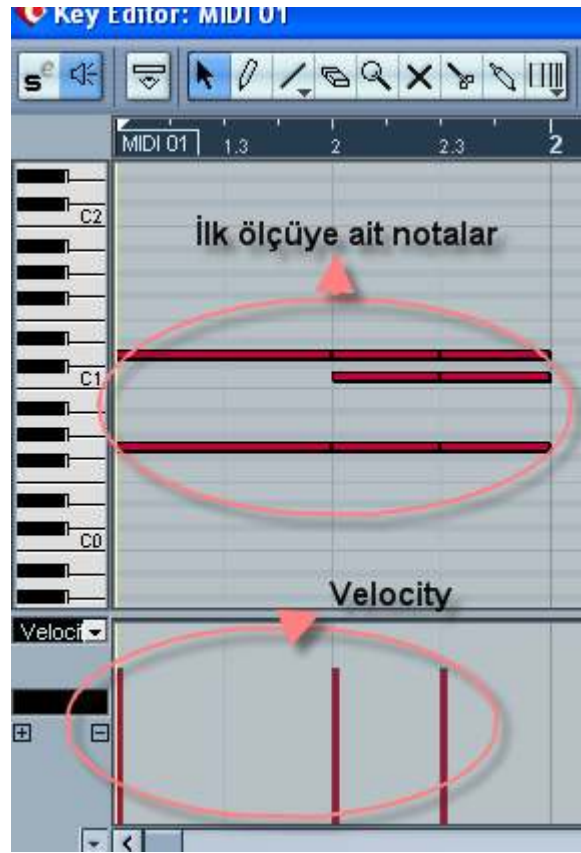 Key Editor: MIDI 01
MIDI 01 1.3 2 2.3 2
C2
İlk ölçüye ait notalar
C1
C0
Velocity
Veloci